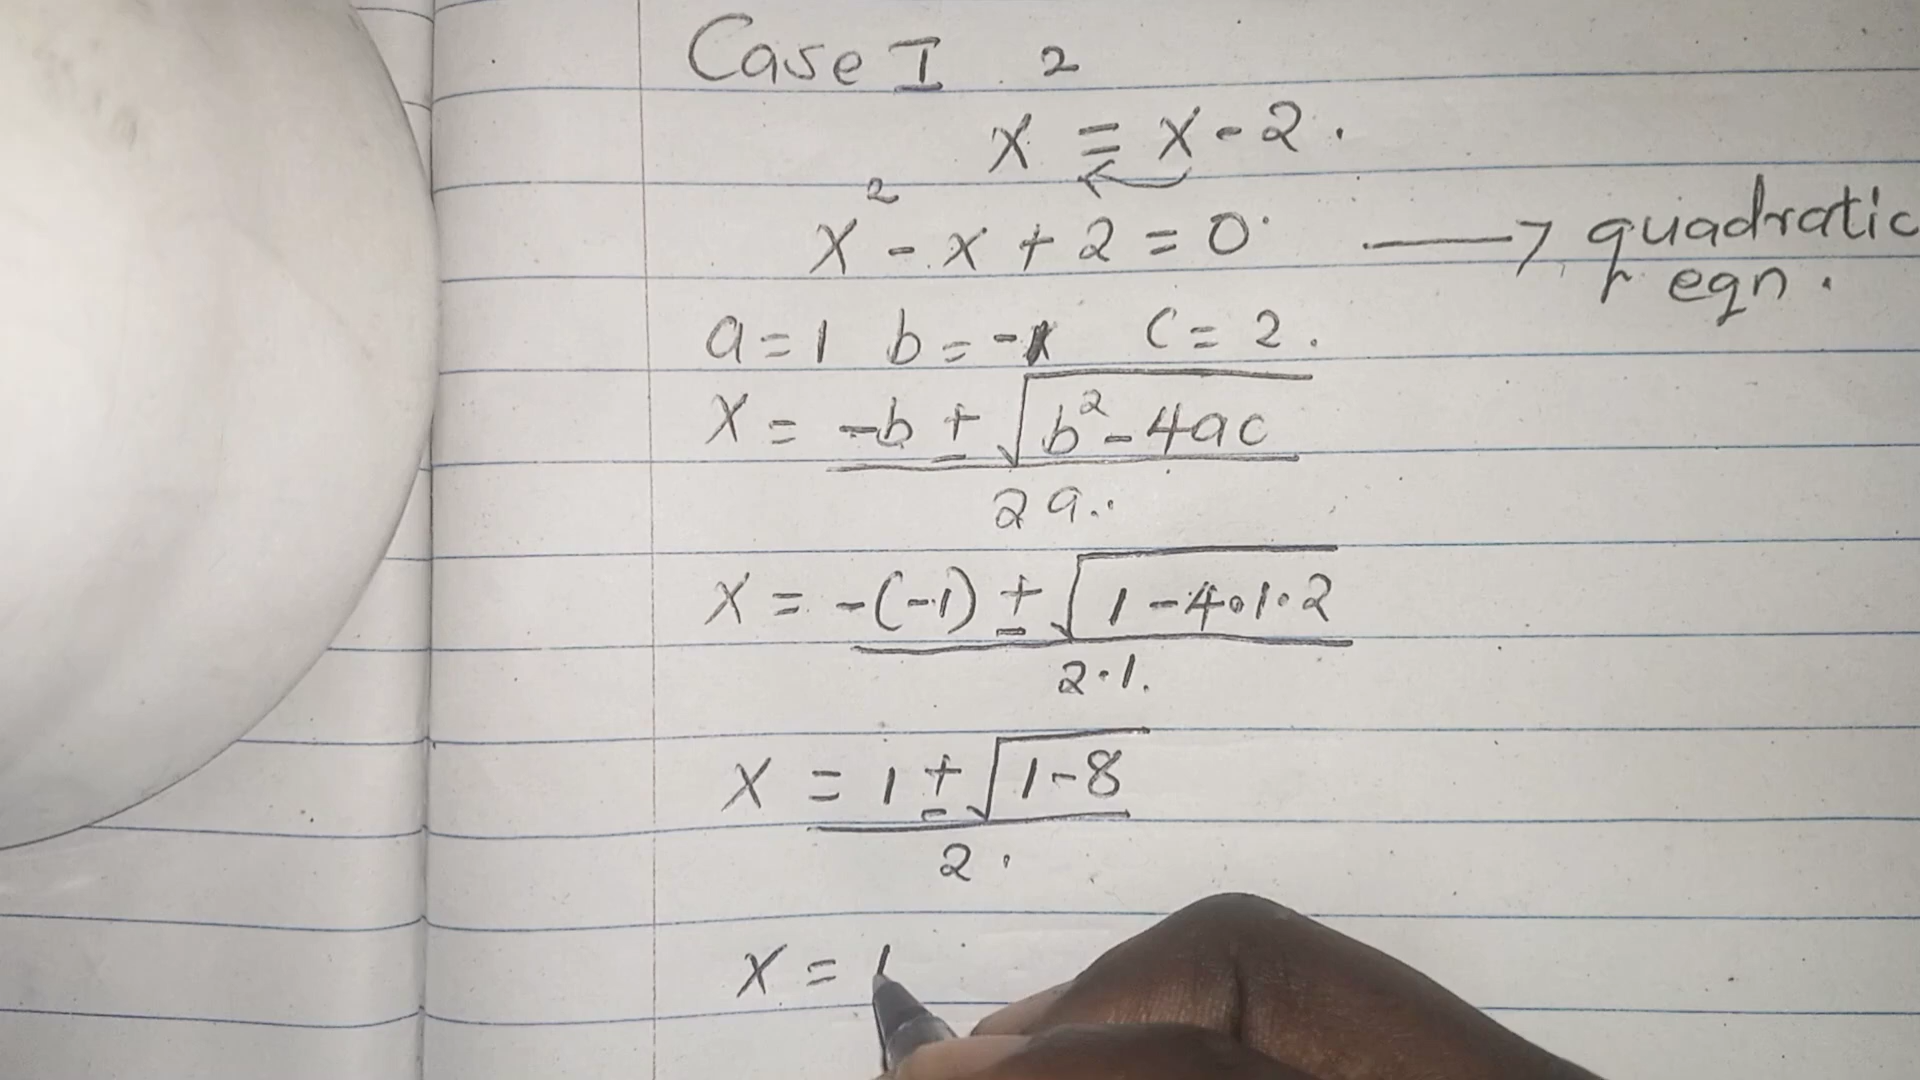 Case I
x² = x - 2.
x² - x + 2 = 0. → quadratic eqn.
a = 1 b = -1 c = 2.
x = -b ± √b² - 4ac
2a..
x = -(-1) ± √1 - 4·1·2
2·1.
x = 1 ± √1 - 8
2.
x = 1